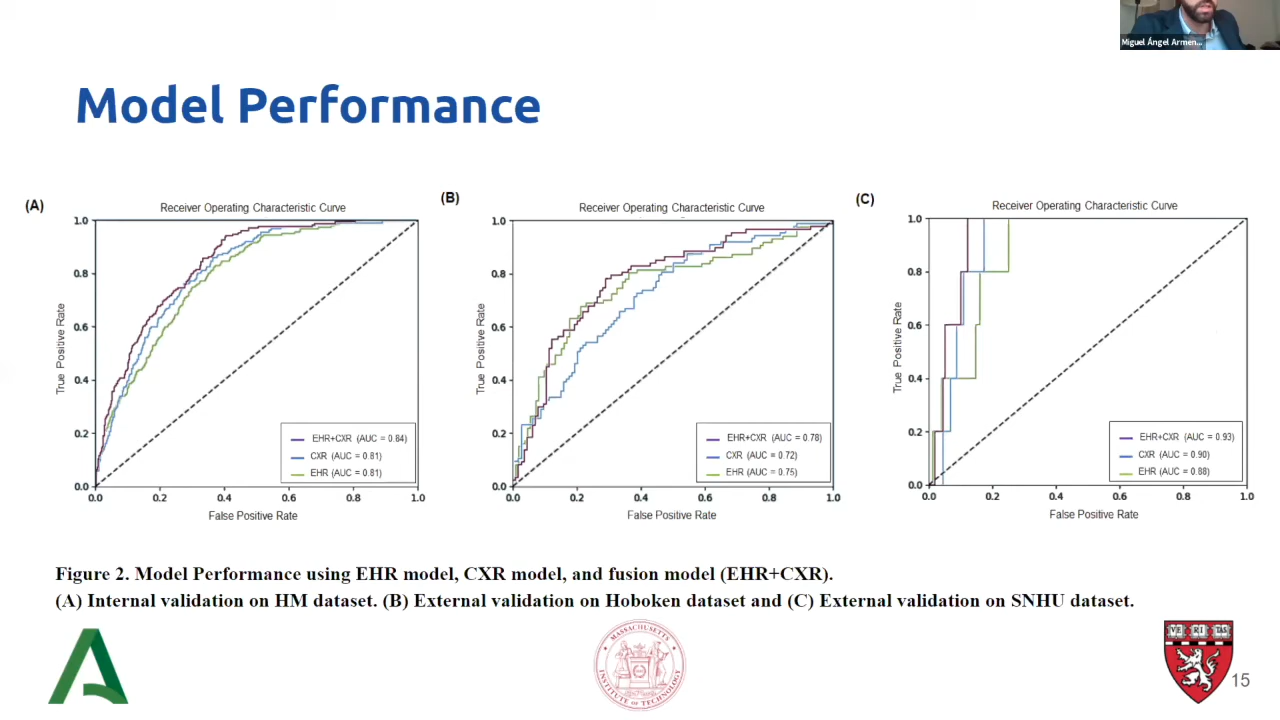 Miguel Ángel Armen...
Model Performance
(A)
Receiver Operating Characteristic Curve
1.0
0.8
0.6
0.4
0.2
0.0
True Positive Rate
EHR+CXR (AUC = 0.84)
CXR (AUC = 0.81)
EHR (AUC = 0.81)
0.0 0.2 0.4 0.6 0.8 1.0
False Positive Rate
(B)
Receiver Operating Characteristic Curve
1.0
0.8
0.6
0.4
0.2
0.0
True Positive Rate
EHR+CXR (AUC = 0.78)
CXR (AUC = 0.72)
EHR (AUC = 0.75)
0.0 0.2 0.4 0.6 0.8 1.0
False Positive Rate
(C)
Receiver Operating Characteristic Curve
1.0
0.8
0.6
0.4
0.2
0.0
True Positive Rate
EHR+CXR (AUC = 0.93)
CXR (AUC = 0.90)
EHR (AUC = 0.88)
0.0 0.2 0.4 0.6 0.8 1.0
False Positive Rate
Figure 2. Model Performance using EHR model, CXR model, and fusion model (EHR+CXR).
(A) Internal validation on HM dataset. (B) External validation on Hoboken dataset and (C) External validation on SNHU dataset.
MASSACHUSETTS
INSTITUTE OF TECHNOLOGY
VE RI TAS
15